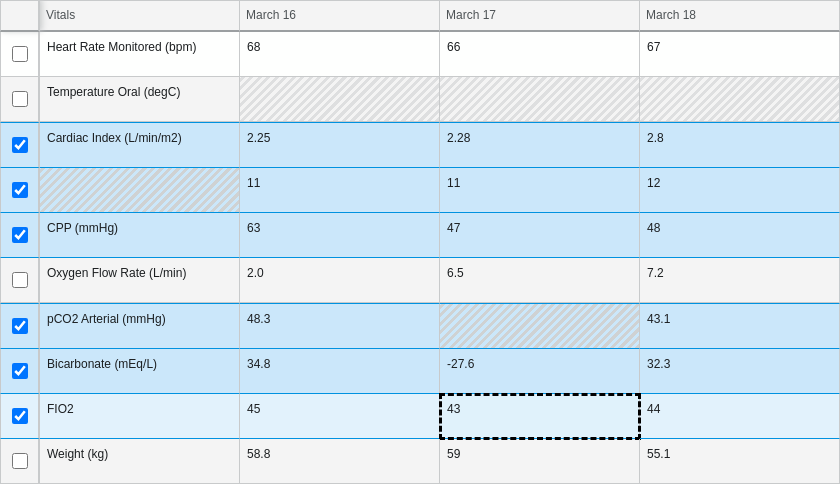 Vitals March 16 March 17 March 18
Heart Rate Monitored (bpm) 68 66 67
Temperature Oral (degC)
Cardiac Index (L/min/m2) 2.25 2.28 2.8
11 11 12
CPP (mmHg) 63 47 48
Oxygen Flow Rate (L/min) 2.0 6.5 7.2
pCO2 Arterial (mmHg) 48.3 43.1
Bicarbonate (mEq/L) 34.8 -27.6 32.3
FIO2 45 43 44
Weight (kg) 58.8 59 55.1